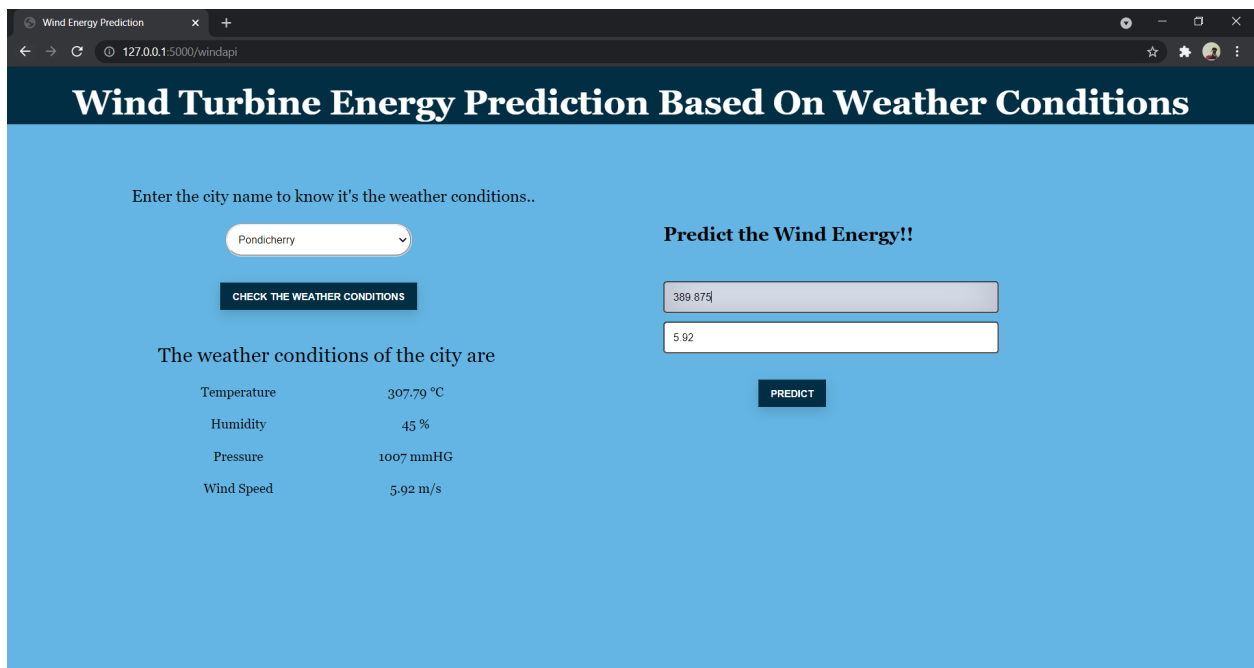 Wind Energy Prediction
127.0.0.1:5000/windapi
Wind Turbine Energy Prediction Based On Weather Conditions
Enter the city name to know it's the weather conditions..
Pondicherry
CHECK THE WEATHER CONDITIONS
The weather conditions of the city are
Temperature 307.79 °C
Humidity 45 %
Pressure 1007 mmHG
Wind Speed 5.92 m/s
Predict the Wind Energy!!
389.875
5.92
PREDICT